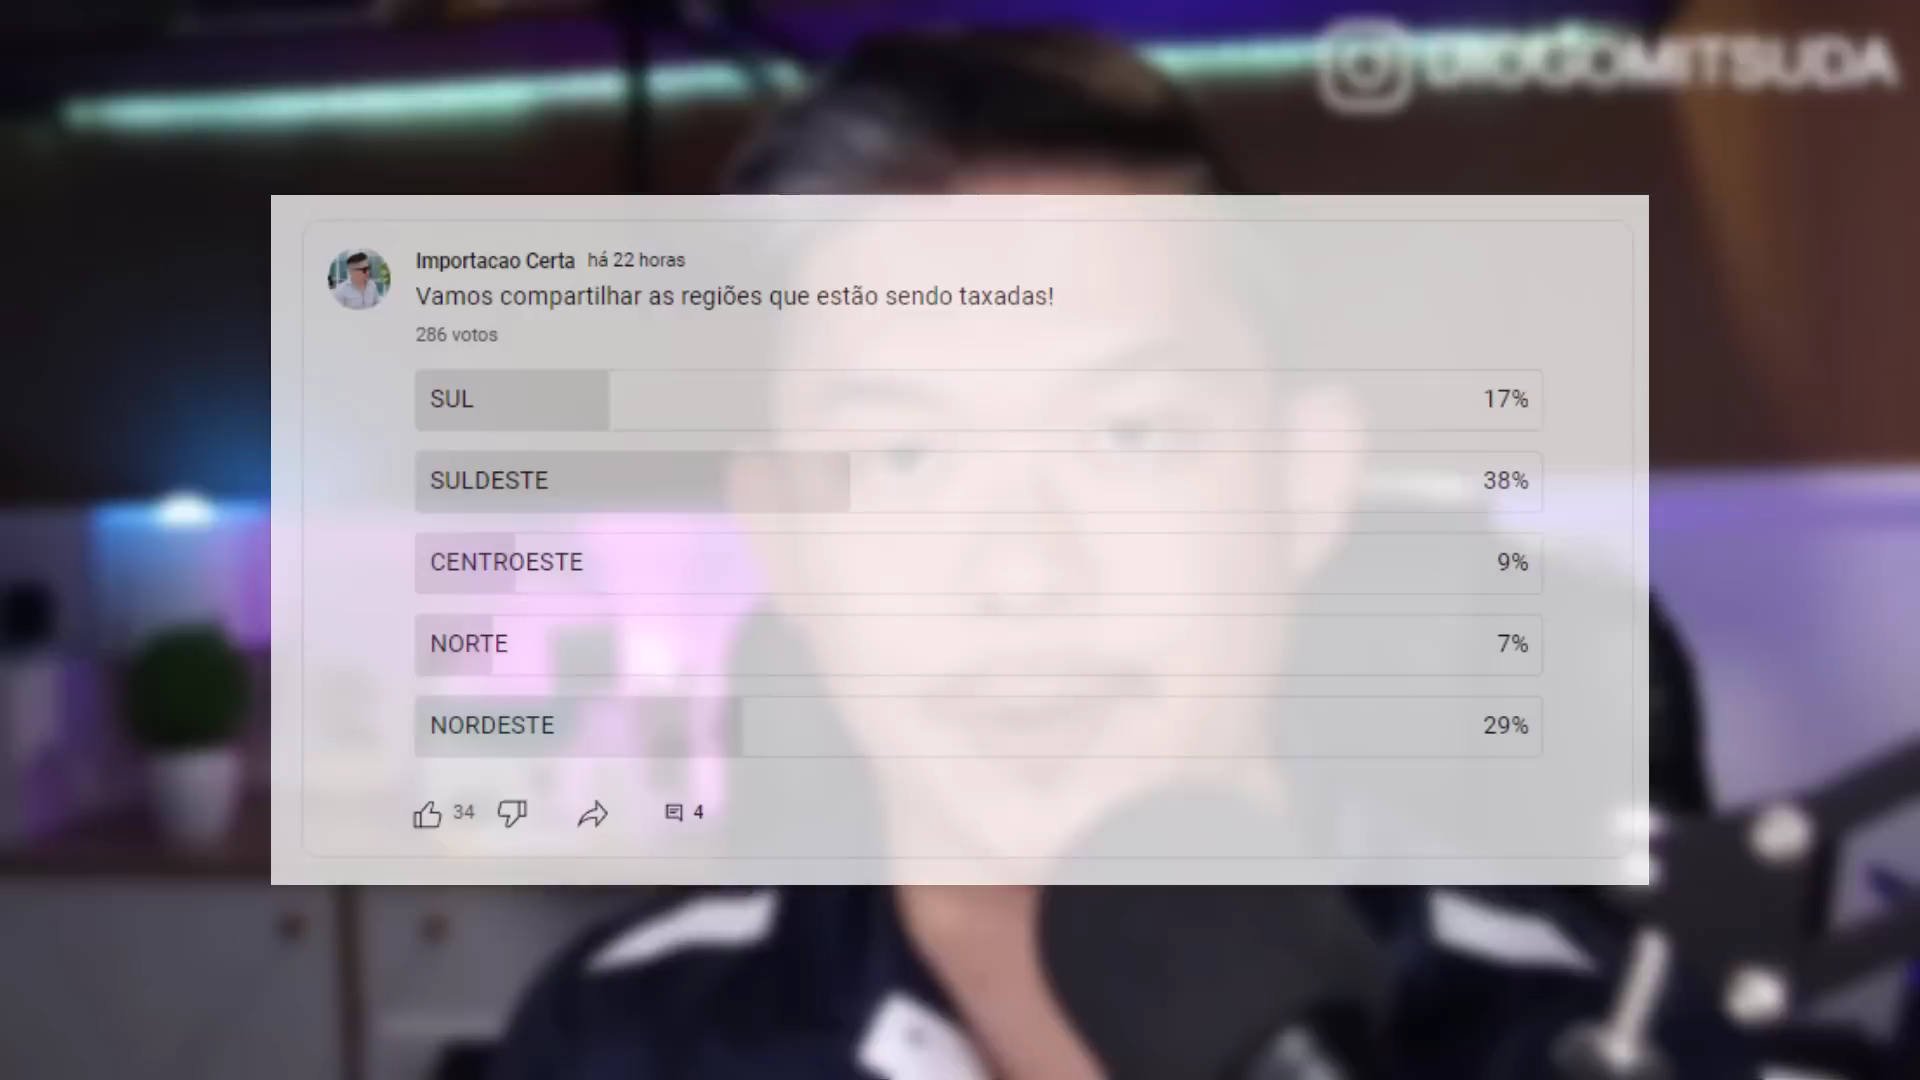 DIOGOMITSUDA
Importacao Certa há 22 horas
Vamos compartilhar as regiões que estão sendo taxadas!
286 votos
SUL 17%
SULDESTE 38%
CENTROESTE 9%
NORTE 7%
NORDESTE 29%
34 4